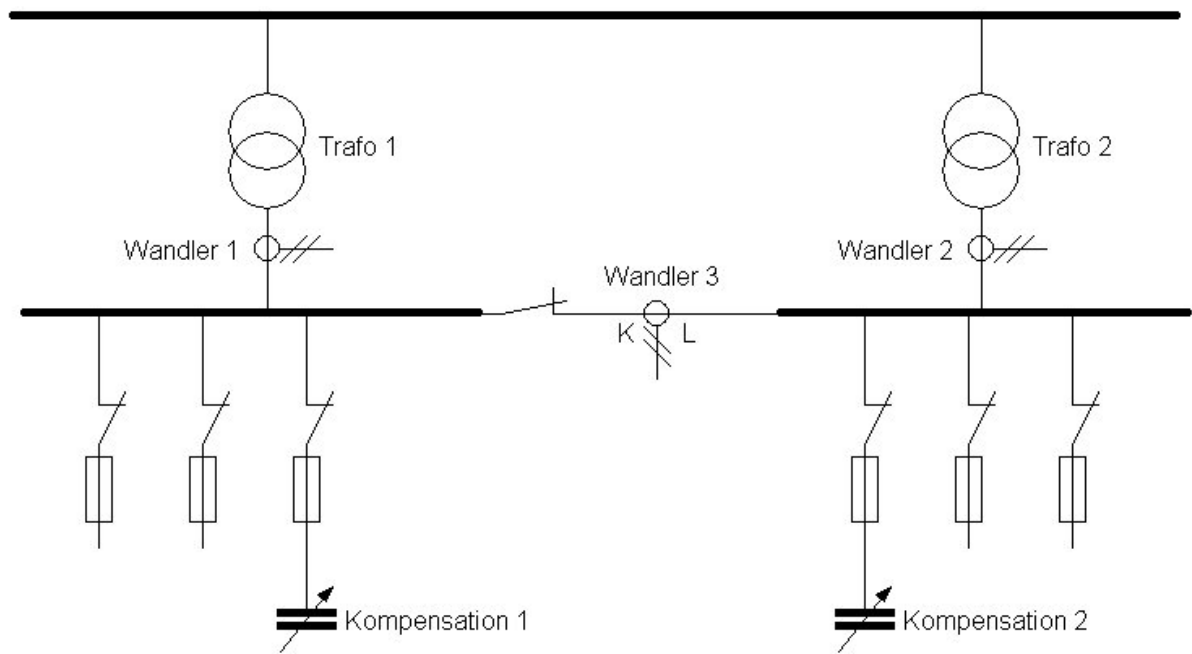 Trafo 1
Trafo 2
Wandler 1
Wandler 2
Wandler 3
K L
Kompensation 1
Kompensation 2